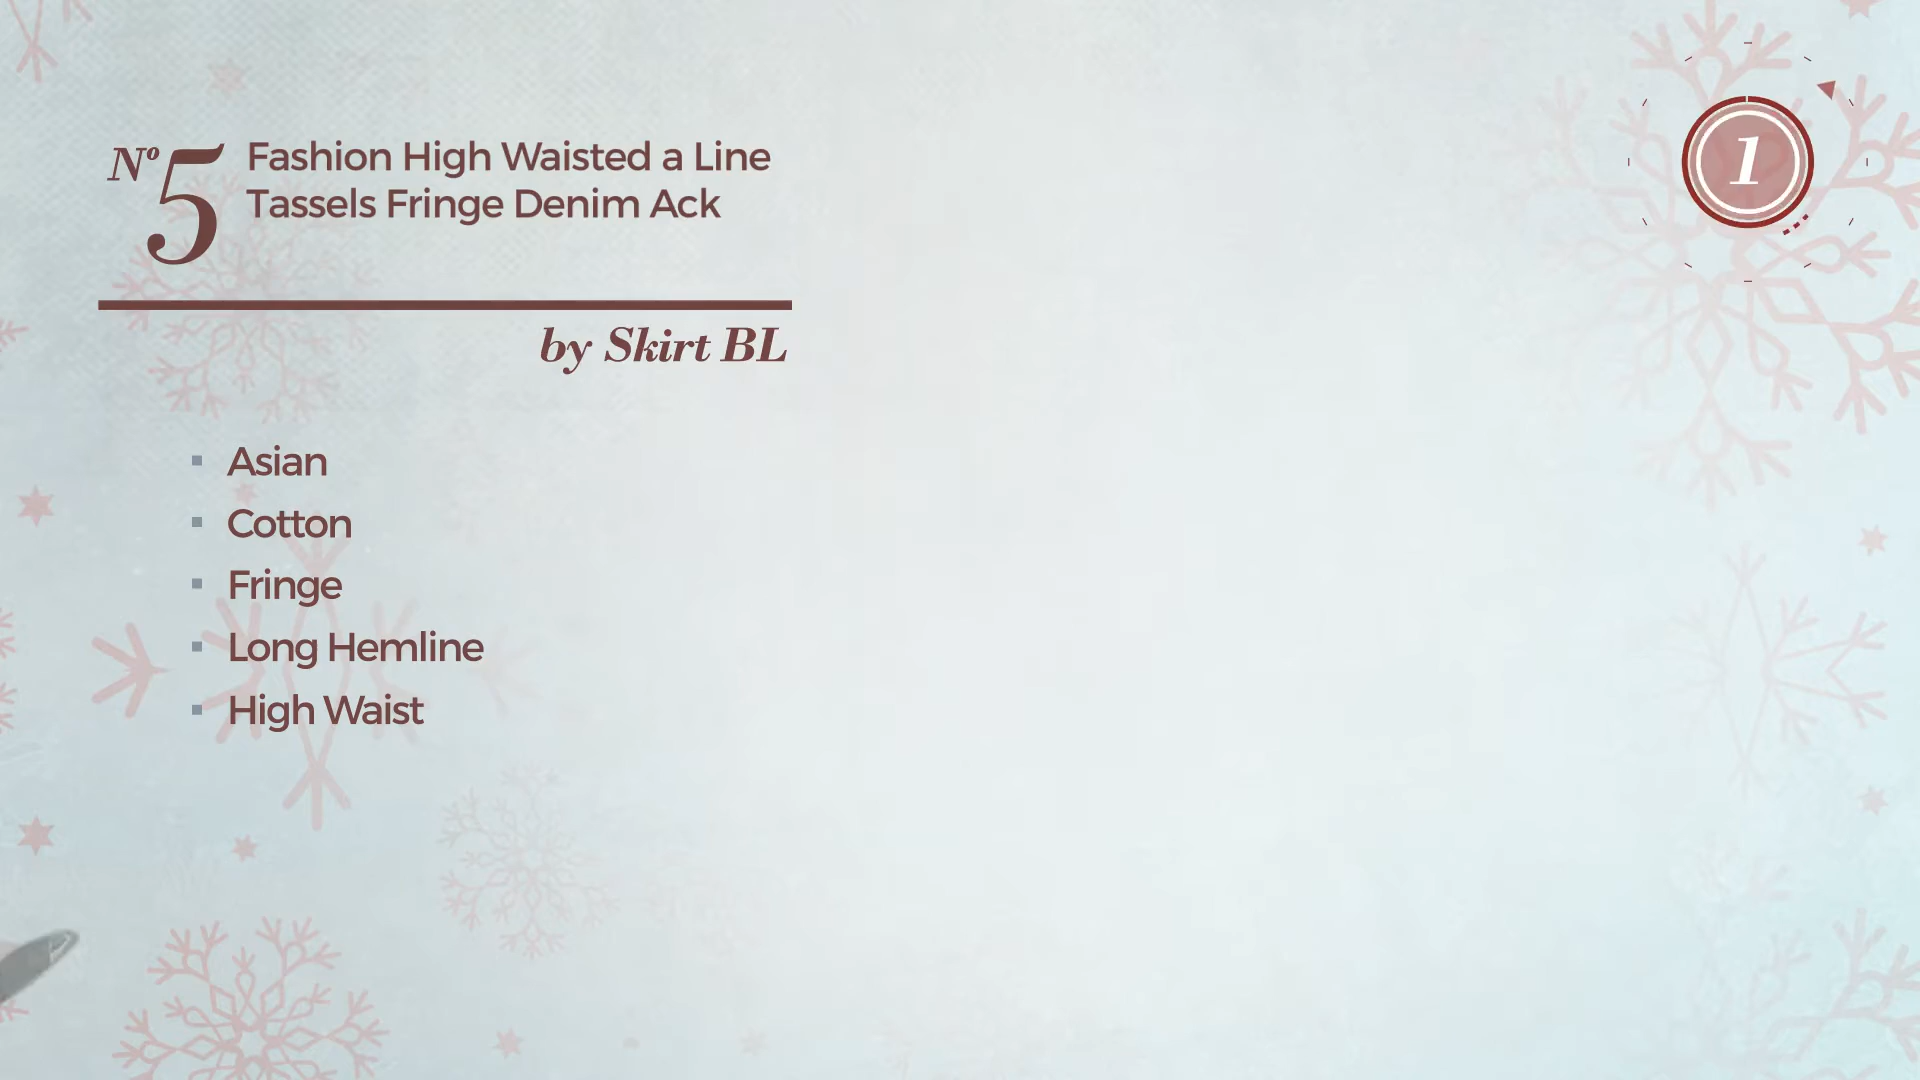 Nº5 Fashion High Waisted a Line
Tassels Fringe Denim Ack
by Skirt BL
Asian
Cotton
Fringe
Long Hemline
High Waist
1